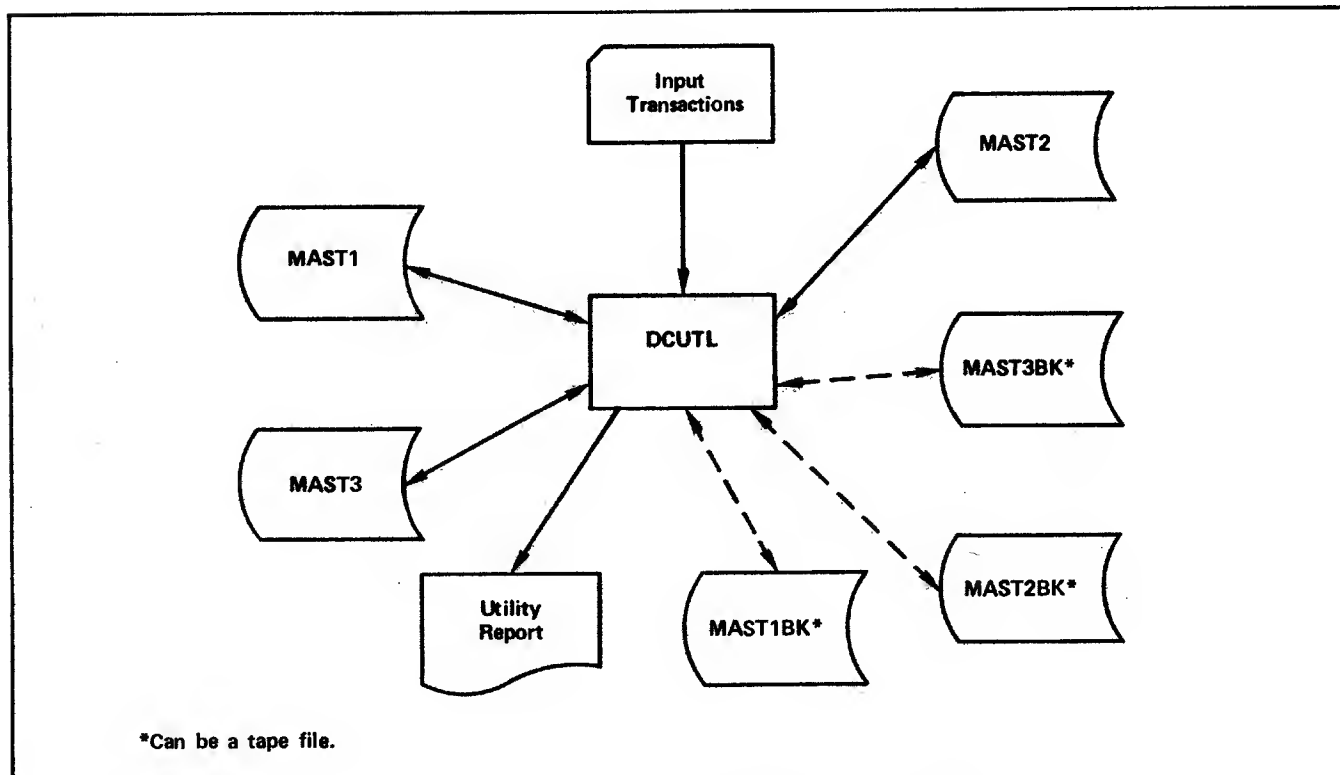 Input
Transactions
MAST2
MAST1
DCUTL
MAST3BK*
MAST3
MAST2BK*
Utility
Report
MAST1BK*
*Can be a tape file.